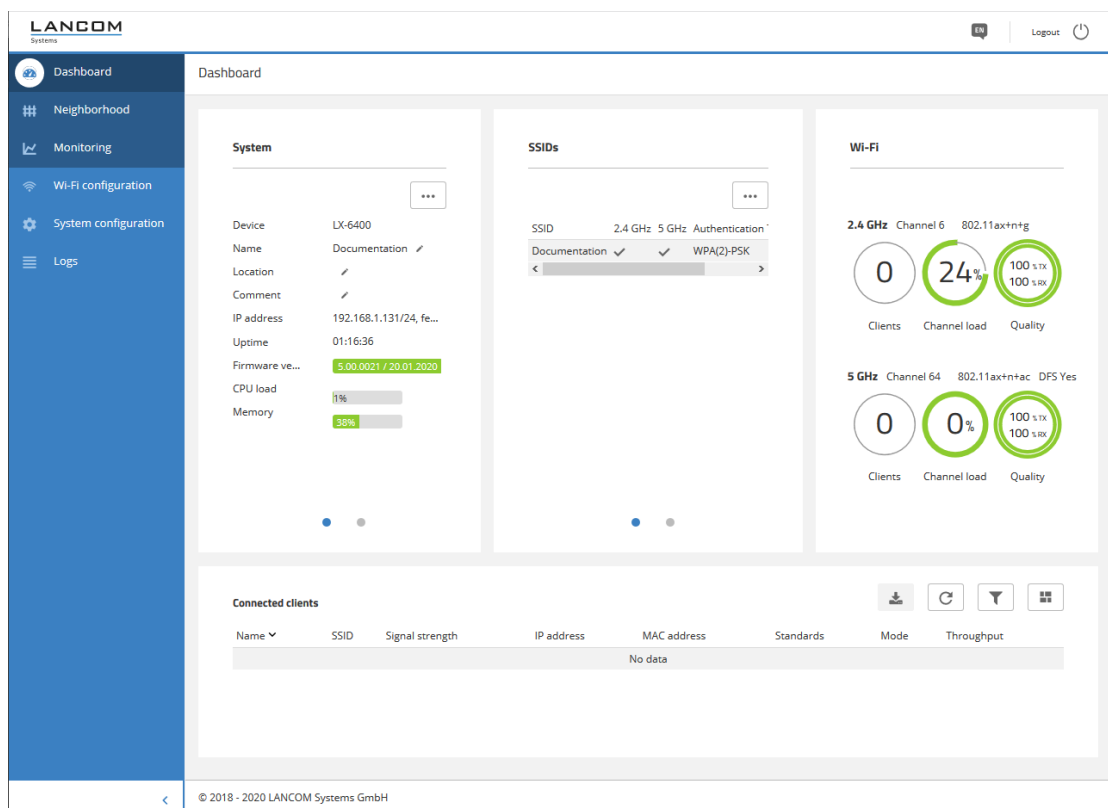 LANCOM
Systems
EN
Logout
Dashboard
Neighborhood
Monitoring
Wi-Fi configuration
System configuration
Logs
Dashboard
System
...
Device LX-6400
Name Documentation
Location
Comment
IP address 192.168.1.131/24, fe...
Uptime 01:16:36
Firmware ve... 5.00.0021 / 20.01.2020
CPU load 1%
Memory 38%
SSIDs
...
SSID 2.4 GHz 5 GHz Authentication
Documentation WPA(2)-PSK
Wi-Fi
2.4 GHz Channel 6 802.11ax+n+g
0 24% 100 % TX
100 % RX
Clients Channel load Quality
5 GHz Channel 64 802.11ax+n+ac DFS Yes
0 0% 100 % TX
100 % RX
Clients Channel load Quality
Connected clients
Name SSID Signal strength IP address MAC address Standards Mode Throughput
No data
© 2018 - 2020 LANCOM Systems GmbH